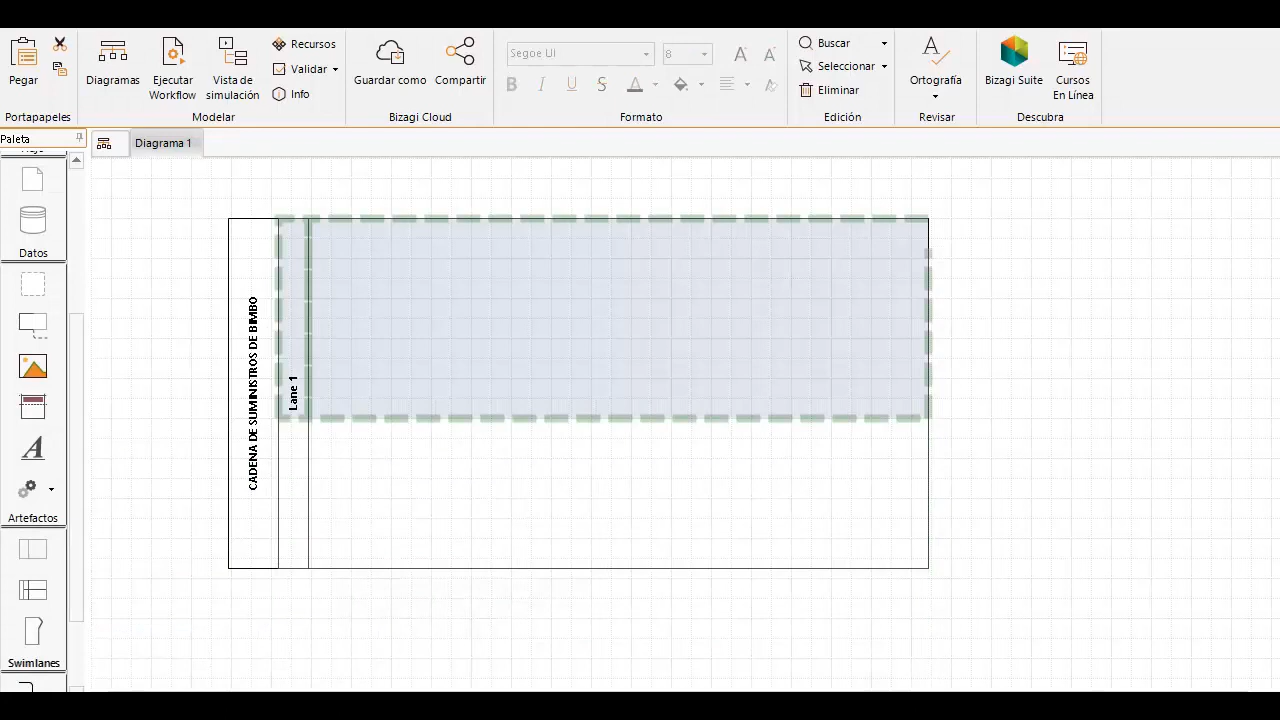 Pegar
Portapapeles
Diagramas
Ejecutar
Workflow
Vista de
simulación
Recursos
Validar
Info
Modelar
Guardar como
Compartir
Bizagi Cloud
Segoe UI
8
A
A
B
I
U
S
A
Formato
Buscar
Seleccionar
Eliminar
Edición
A
Ortografía
Revisar
Bizagi Suite
Cursos
En Línea
Descubra
Paleta
Diagrama 1
Datos
A
Artefactos
Swimlanes
CADENA DE SUMINISTROS DE BIMBO
Lane 1